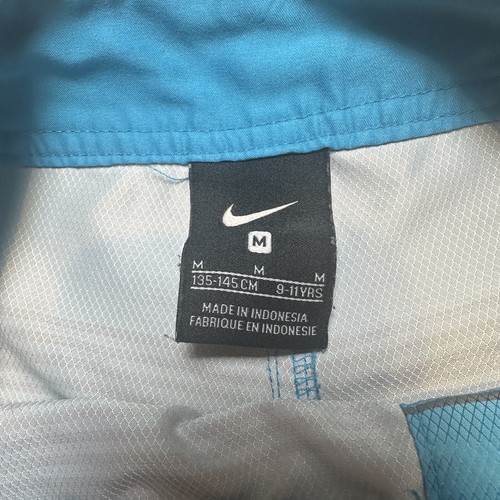 M
M M M
135-145 CM 9-11 YRS
MADE IN INDONESIA
FABRIQUE EN INDONESIE